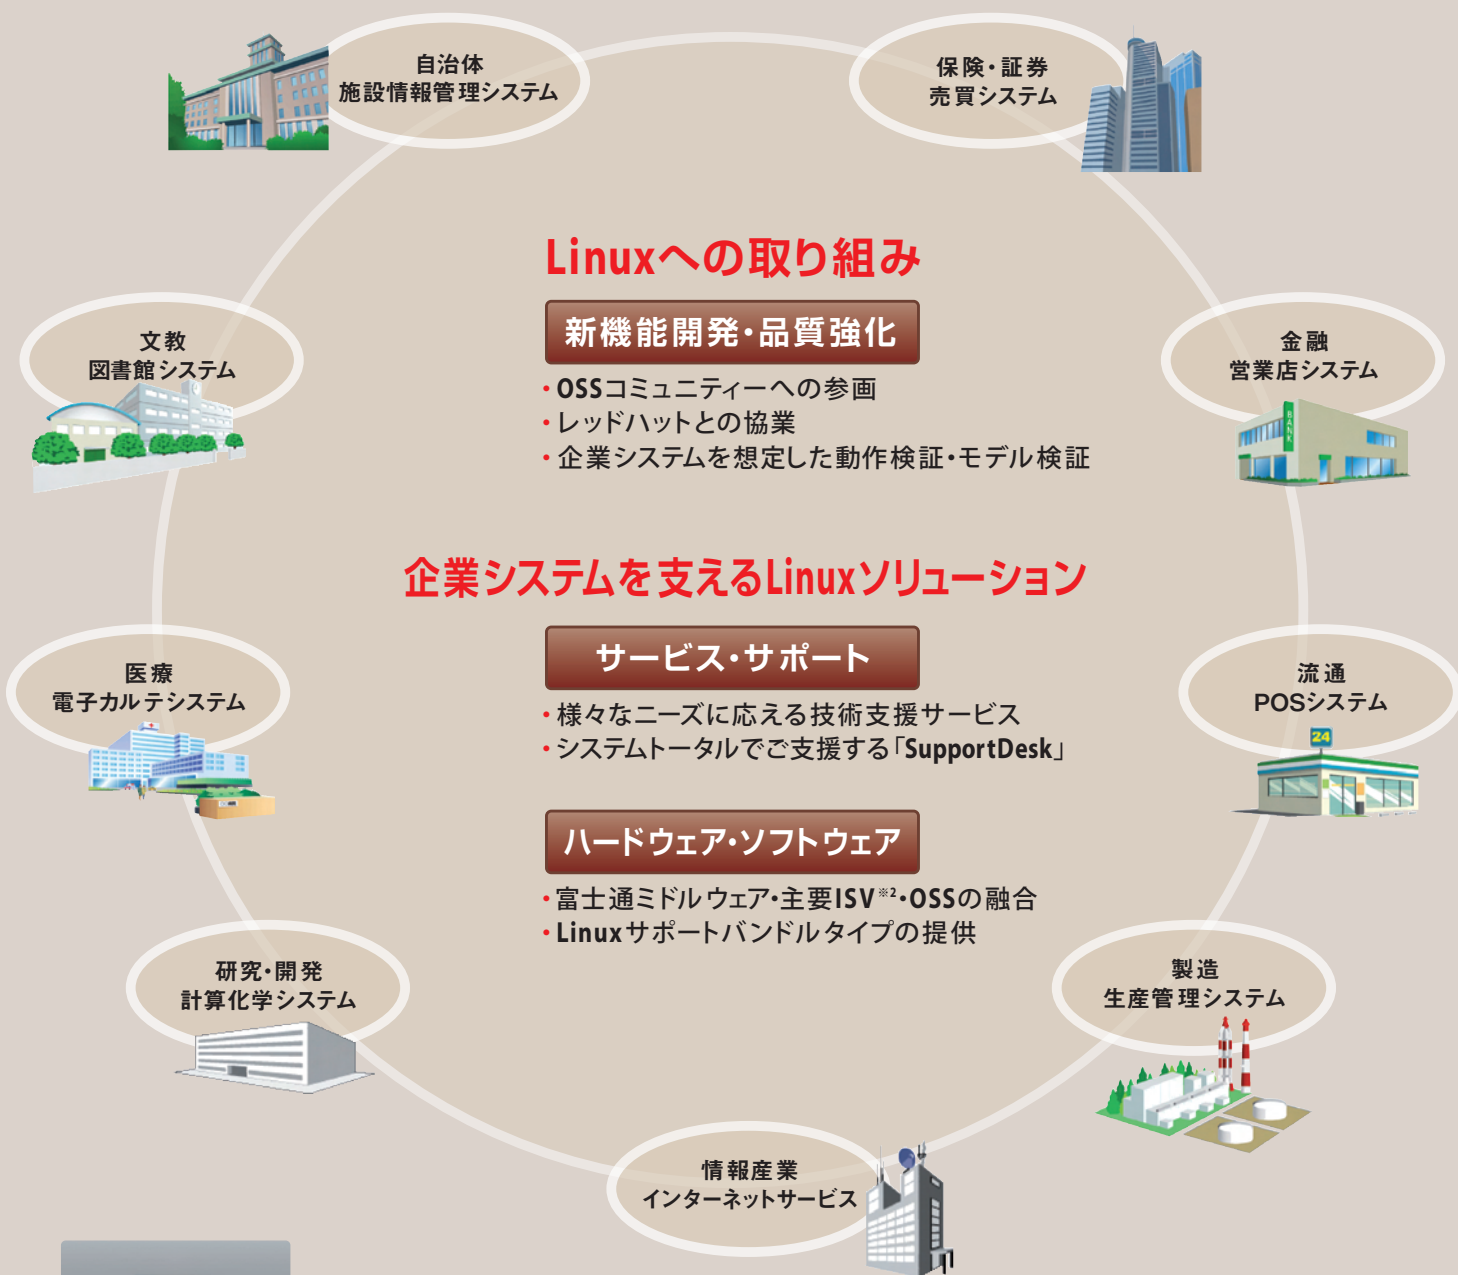 自治体
施設情報管理システム
保険・証券
売買システム
Linuxへの取り組み
新機能開発・品質強化
・OSSコミュニティーへの参画
・レッドハットとの協業
・企業システムを想定した動作検証・モデル検証
文教
図書館システム
金融
営業店システム
BANK
企業システムを支えるLinuxソリューション
サービス・サポート
・様々なニーズに応える技術支援サービス
・システムトータルでご支援する「SupportDesk」
医療
電子カルテシステム
流通
POSシステム
24
ハードウェア・ソフトウェア
・富士通ミドルウェア・主要ISV※2・OSSの融合
・Linuxサポートバンドルタイプの提供
研究・開発
計算化学システム
製造
生産管理システム
情報産業
インターネットサービス